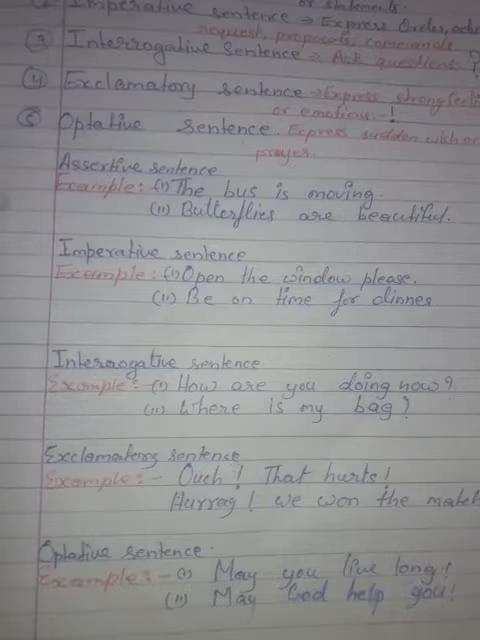 or statements.
② Imperative sentence → Express Orders,
request, proposals, commands
③ Interrogative Sentence → Ask questions ?
④ Exclamatory sentence → Express strong
or emotions - !
⑤ Optative sentence. Express sudden wish or
prayer.
Assertive sentence
Example: (i) The bus is moving.
(ii) Butterflies are beautiful.
Imperative sentence
Example: (i) Open the window please.
(ii) Be on time for dinner
Interrogative sentence
Example:- (i) How are you doing now?
(ii) Where is my bag?
Exclamatory sentence
Example:- Ouch! That hurts!
Hurray! We won the match
Optative sentence.
Example:- (i) May you live long!
(ii) May God help you!